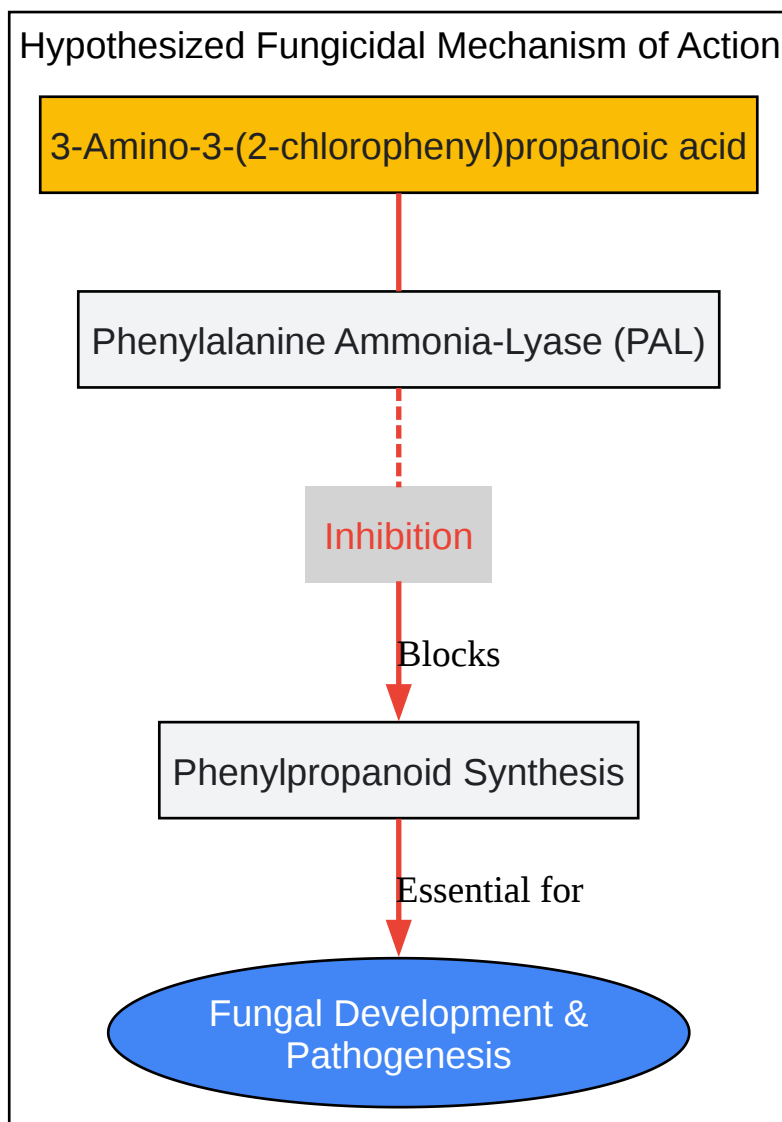 Hypothesized Fungicidal Mechanism of Action
3-Amino-3-(2-chlorophenyl)propanoic acid
Phenylalanine Ammonia-Lyase (PAL)
Inhibition
Blocks
Phenylpropanoid Synthesis
Essential for
Fungal Development &
Pathogenesis